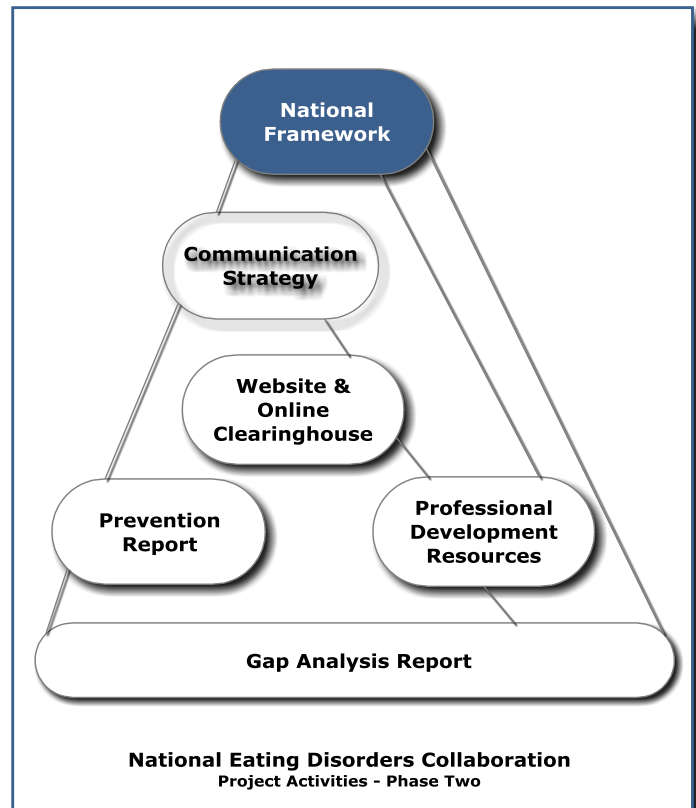 National
Framework
Communication
Strategy
Website &
Online
Clearinghouse
Prevention
Report
Professional
Development
Resources
Gap Analysis Report
National Eating Disorders Collaboration
Project Activities - Phase Two